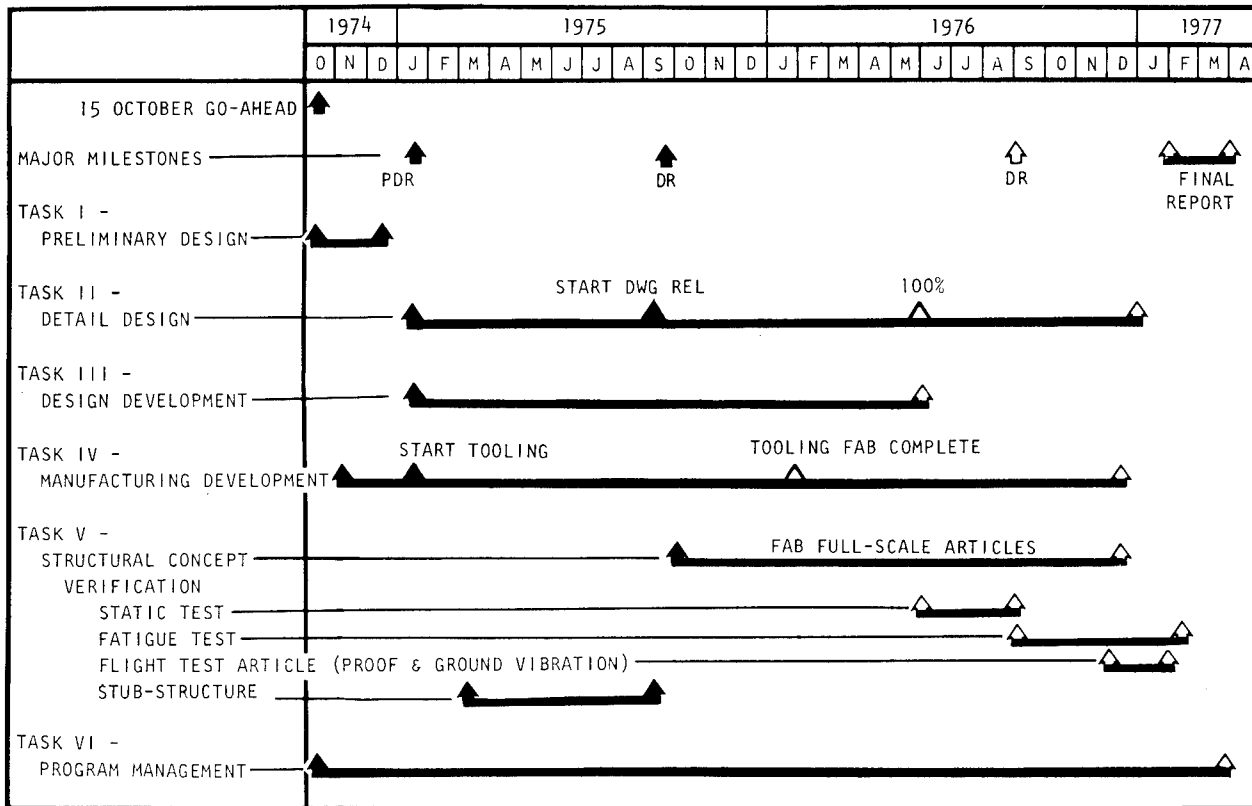 1974 1975 1976 1977
O N D J F M A M J J A S O N D J F M A M J J A S O N D J F M A
15 OCTOBER GO-AHEAD
MAJOR MILESTONES
PDR DR DR FINAL
REPORT
TASK I -
PRELIMINARY DESIGN
TASK II - START DWG REL 100%
DETAIL DESIGN
TASK III -
DESIGN DEVELOPMENT
TASK IV - START TOOLING TOOLING FAB COMPLETE
MANUFACTURING DEVELOPMENT
TASK V -
STRUCTURAL CONCEPT FAB FULL-SCALE ARTICLES
VERIFICATION
STATIC TEST
FATIGUE TEST
FLIGHT TEST ARTICLE (PROOF & GROUND VIBRATION)
STUB-STRUCTURE
TASK VI -
PROGRAM MANAGEMENT